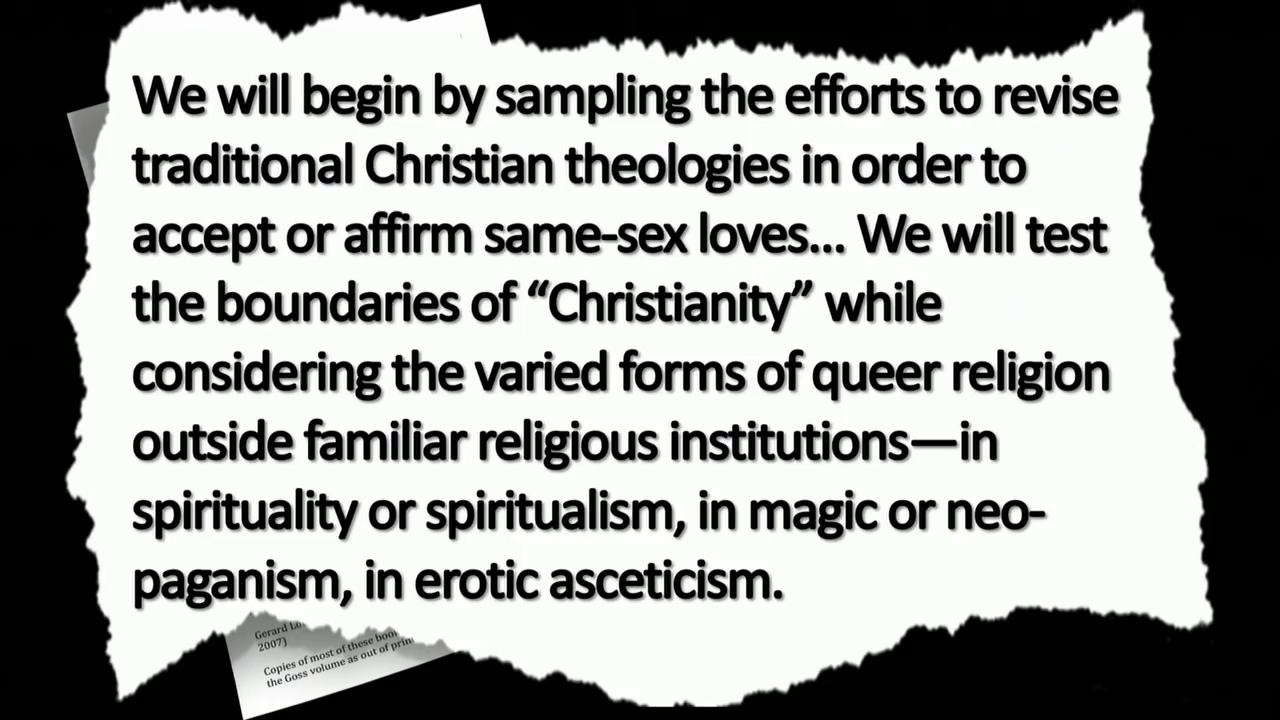 We will begin by sampling the efforts to revise
traditional Christian theologies in order to
accept or affirm same-sex loves... We will test
the boundaries of “Christianity” while
considering the varied forms of queer religion
outside familiar religious institutions—in
spirituality or spiritualism, in magic or neo-
paganism, in erotic asceticism.
Gerard
2007)
Copies of most of these
the Goss volume as out of